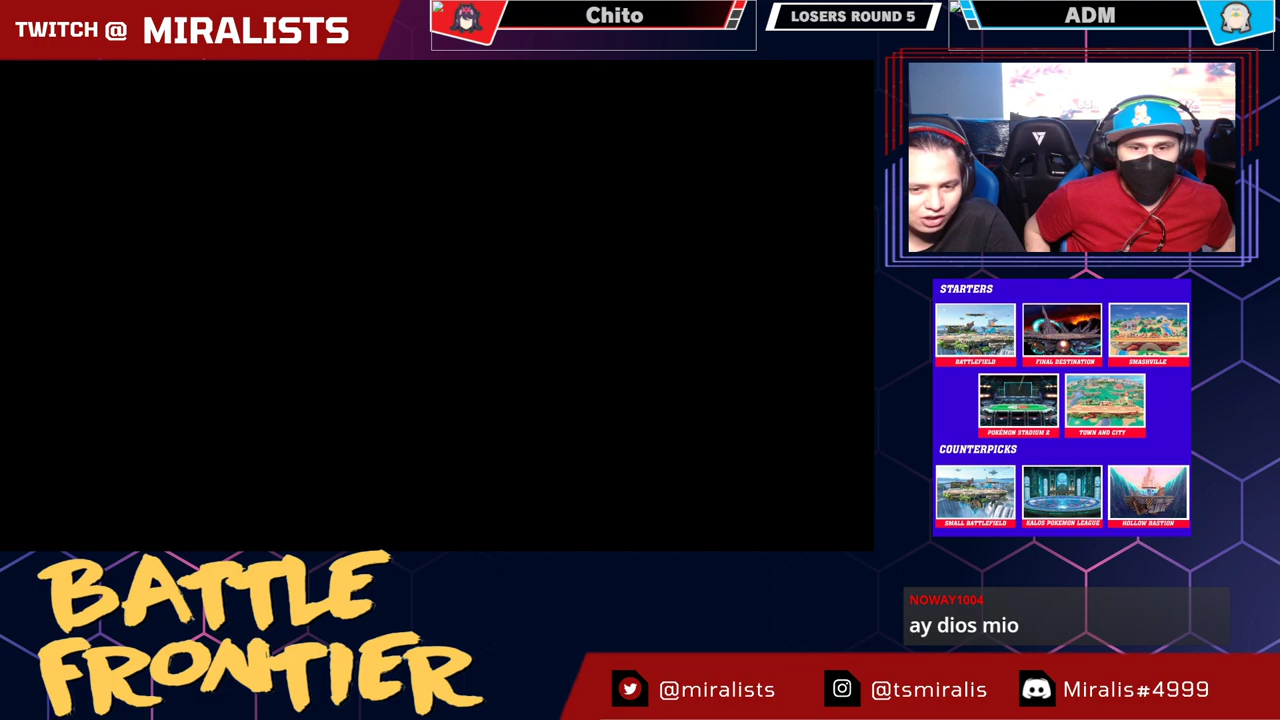 TWITCH @ MIRALISTS
Chito
LOSERS ROUND 5
ADM
STARTERS
BATTLEFIELD
FINAL DESTINATION
SMASHVILLE
POKÉMON STADIUM 2
TOWN AND CITY
COUNTERPICKS
SMALL BATTLEFIELD
KALOS POKEMON LEAGUE
HOLLOW BASTION
NOWAY1004
ay dios mio
BATTLE
FRONTIER
@miralists
@tsmiralis
Miralis#4999